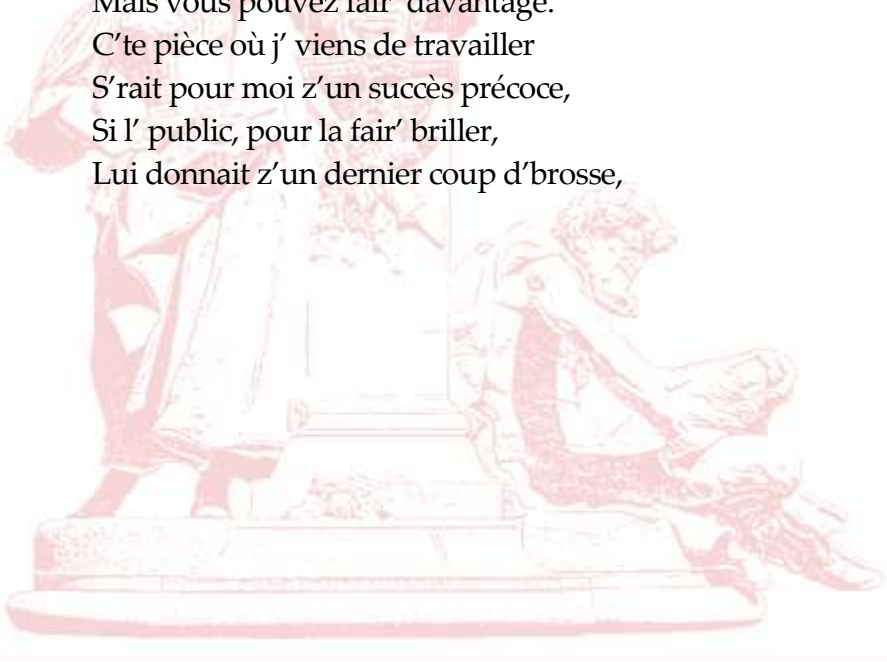 Mais vous pouvez fair’ davantage.
C’te pièce où j’ viens de travailler
S’rait pour moi z’un succès précoce,
Si l’ public, pour la fair’ briller,
Lui donnait z’un dernier coup d’brosse,